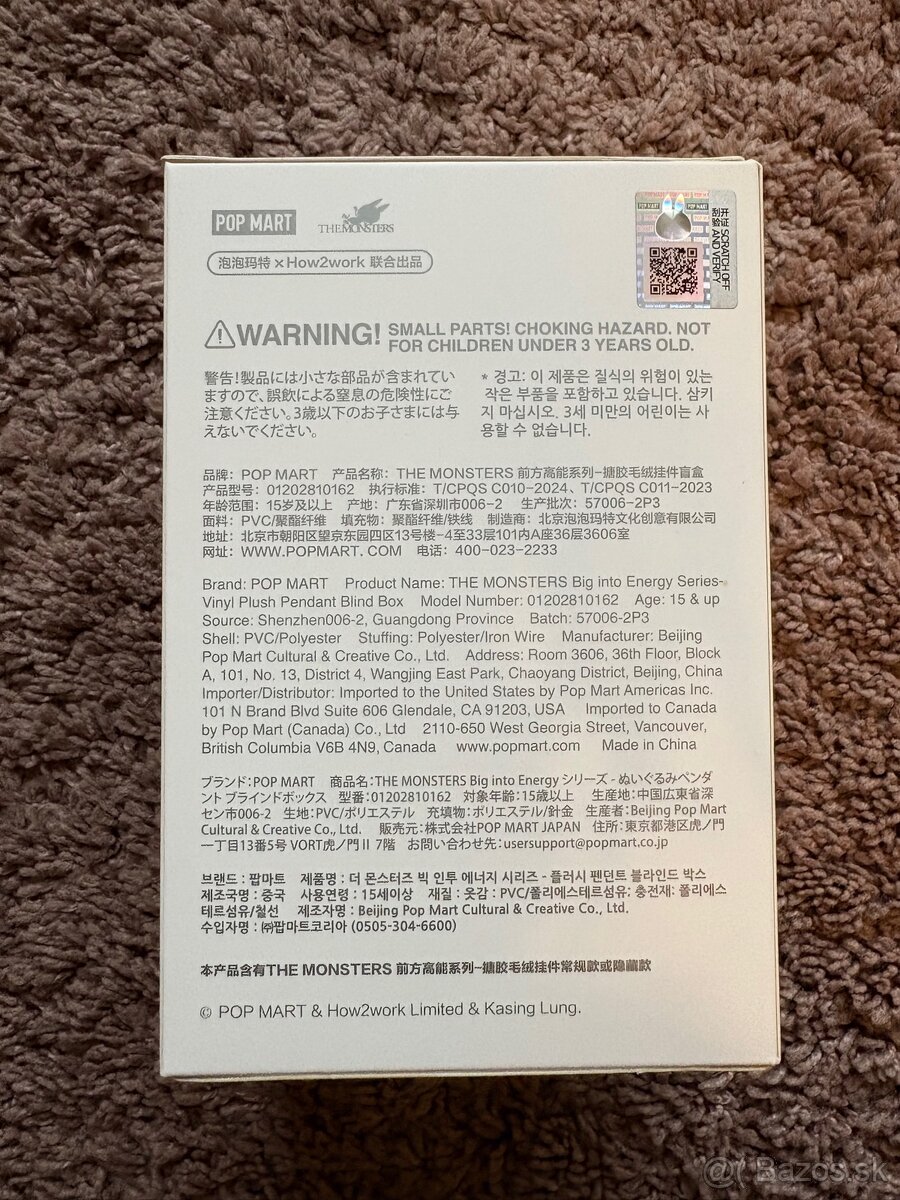 POP MART THE MONSTERS
泡泡玛特 × How2work 联合出品
POP MART POP MART
开证 SCRATCH OFF
刮验 AND VERIFY
WARNING! SMALL PARTS! CHOKING HAZARD. NOT
FOR CHILDREN UNDER 3 YEARS OLD.
警告!製品には小さな部品が含まれてい
ますので、誤飲による窒息の危険性にご
注意ください。3歳以下のお子さまには与
えないでください。
* 경고: 이 제품은 질식의 위험이 있는
작은 부품을 포함하고 있습니다. 삼키
지 마십시오. 3세 미만의 어린이는 사
용할 수 없습니다.
品牌: POP MART 产品名称: THE MONSTERS 前方高能系列-搪胶毛绒挂件盲盒
产品型号: 01202810162 执行标准: T/CPQS C010-2024、T/CPQS C011-2023
年龄范围: 15岁及以上 产地: 广东省深圳市006-2 生产批次: 57006-2P3
面料: PVC/聚酯纤维 填充物: 聚酯纤维/铁线 制造商: 北京泡泡玛特文化创意有限公司
地址: 北京市朝阳区望京东园四区13号楼-4至33层101内A座36层3606室
网址: WWW.POPMART.COM 电话: 400-023-2233
Brand: POP MART Product Name: THE MONSTERS Big into Energy Series-
Vinyl Plush Pendant Blind Box Model Number: 01202810162 Age: 15 & up
Source: Shenzhen006-2, Guangdong Province Batch: 57006-2P3
Shell: PVC/Polyester Stuffing: Polyester/Iron Wire Manufacturer: Beijing
Pop Mart Cultural & Creative Co., Ltd. Address: Room 3606, 36th Floor, Block
A, 101, No. 13, District 4, Wangjing East Park, Chaoyang District, Beijing, China
Importer/Distributor: Imported to the United States by Pop Mart Americas Inc.
101 N Brand Blvd Suite 606 Glendale, CA 91203, USA Imported to Canada
by Pop Mart (Canada) Co., Ltd 2110-650 West Georgia Street, Vancouver,
British Columbia V6B 4N9, Canada www.popmart.com Made in China
ブランド:POP MART 商品名:THE MONSTERS Big into Energy シリーズ - ぬいぐるみペンダ
ント ブラインドボックス 型番:01202810162 対象年齢:15歳以上 生産地:中国広東省深
セン市006-2 生地:PVC/ポリエステル 充填物:ポリエステル/針金 生産者:Beijing Pop Mart
Cultural & Creative Co., Ltd. 販売元:株式会社POP MART JAPAN 住所:東京都港区虎ノ門
一丁目13番5号 VORT虎ノ門Ⅱ 7階 お問い合わせ先:usersupport@popmart.co.jp
브랜드 : 팝마트 제품명 : 더 몬스터즈 빅 인투 에너지 시리즈 - 플러시 펜던트 블라인드 박스
제조국명 : 중국 사용연령 : 15세이상 재질 : 옷감 : PVC/폴리에스테르섬유: 충전재: 폴리에스
테르섬유/철선 제조자명 : Beijing Pop Mart Cultural & Creative Co., Ltd.
수입자명 : ㈜팝마트코리아 (0505-304-6600)
本产品含有THE MONSTERS 前方高能系列-搪胶毛绒挂件常规款或隐藏款
© POP MART & How2work Limited & Kasing Lung.
Bazos.sk